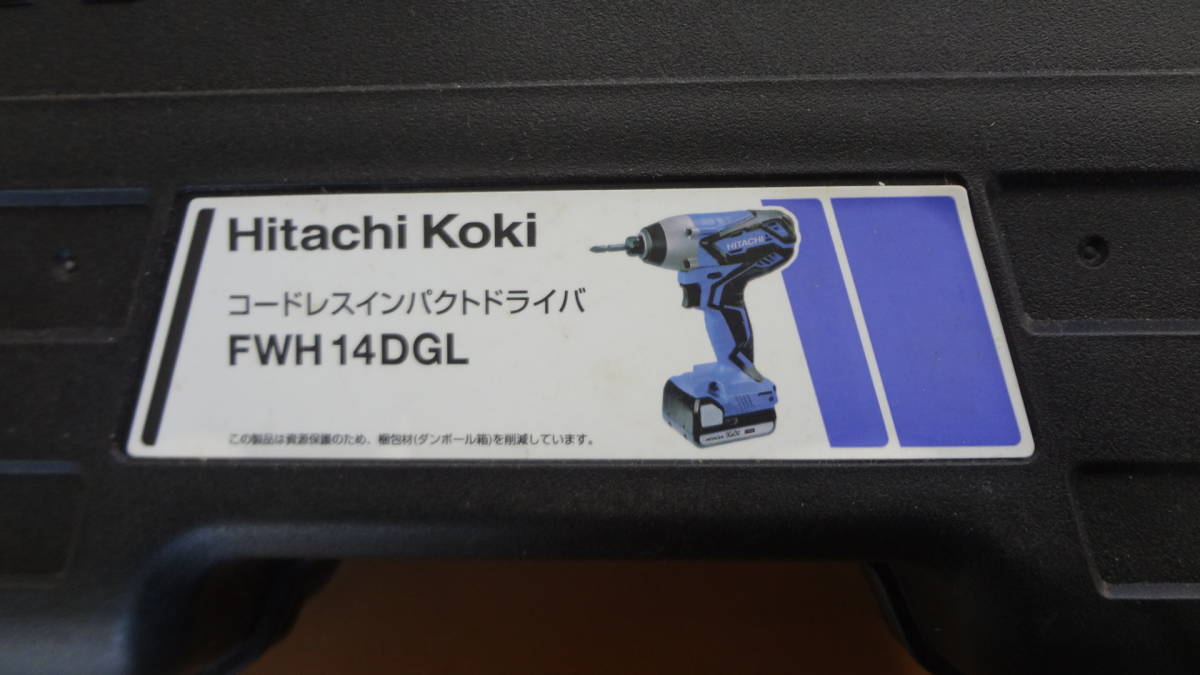 Hitachi Koki
コードレスインパクトドライバ
FWH 14DGL
この製品は資源保護のため、梱包材(ダンボール箱)を削減しています。
HITACHI
HITACHI Koki